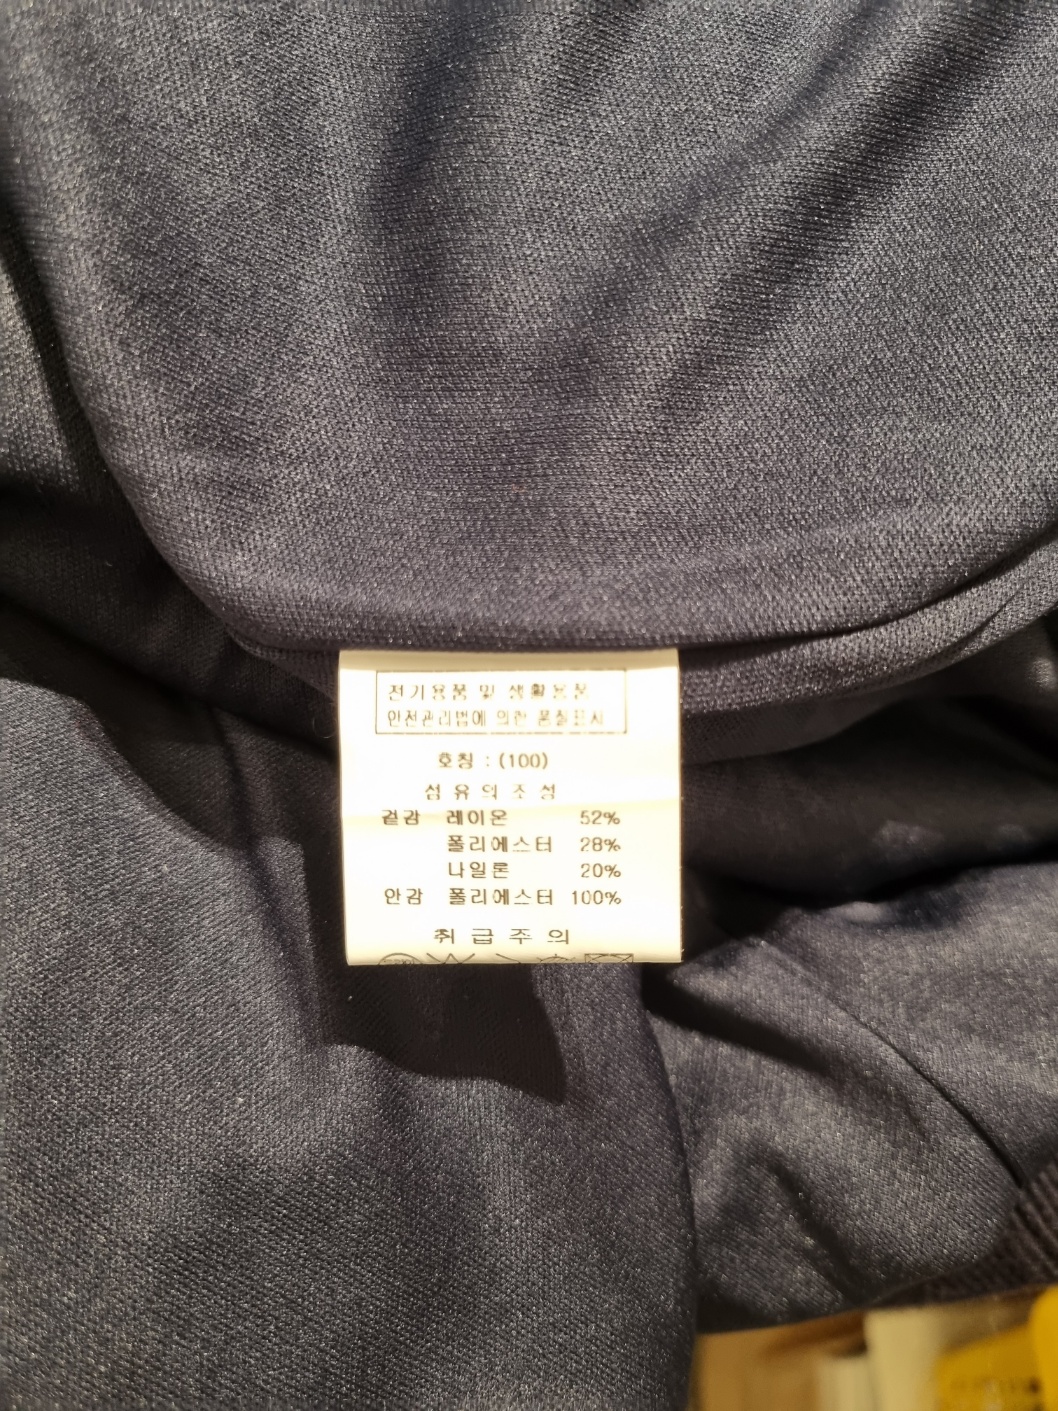 전기용품 및 생활용품
안전관리법에 의한 품질표시
호칭 : (100)
섬유의조성
겉감 레이온 52%
폴리에스터 28%
나일론 20%
안감 폴리에스터 100%
취급주의